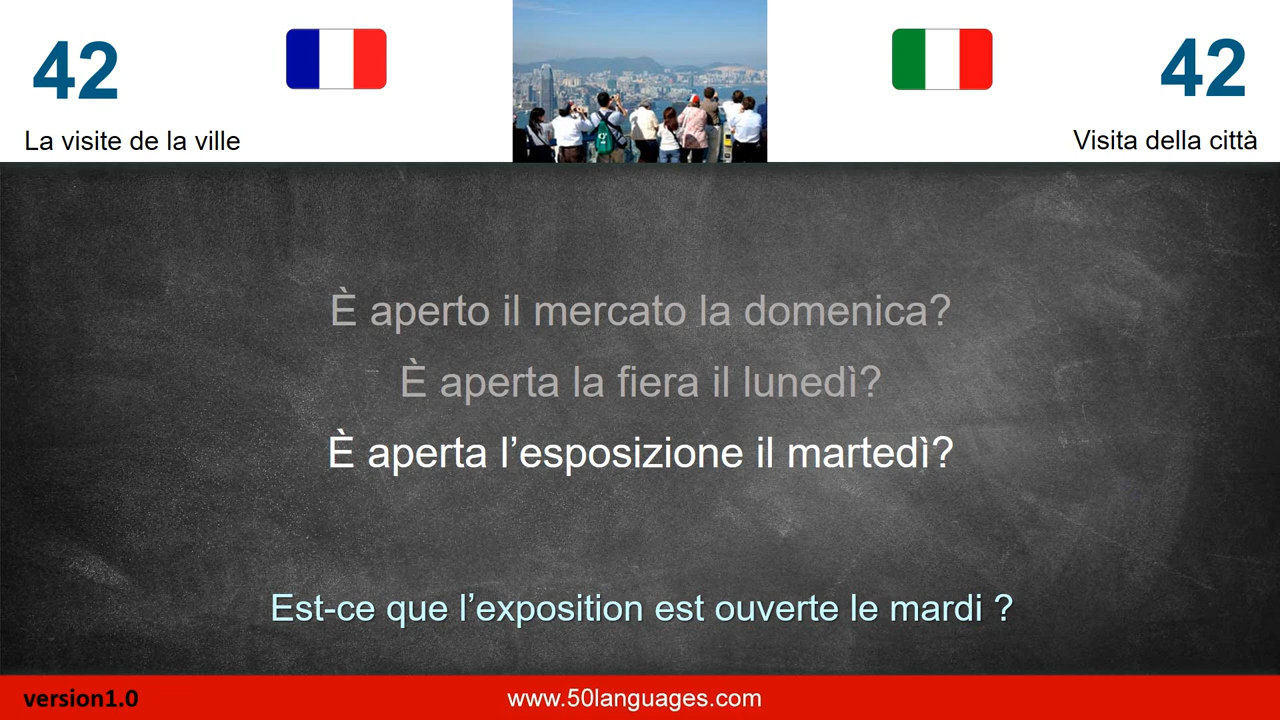 42
42
La visite de la ville
Visita della città
È aperto il mercato la domenica?
È aperta la fiera il lunedì?
È aperta l’esposizione il martedì?
Est-ce que l’exposition est ouverte le mardi ?
version1.0
www.50languages.com